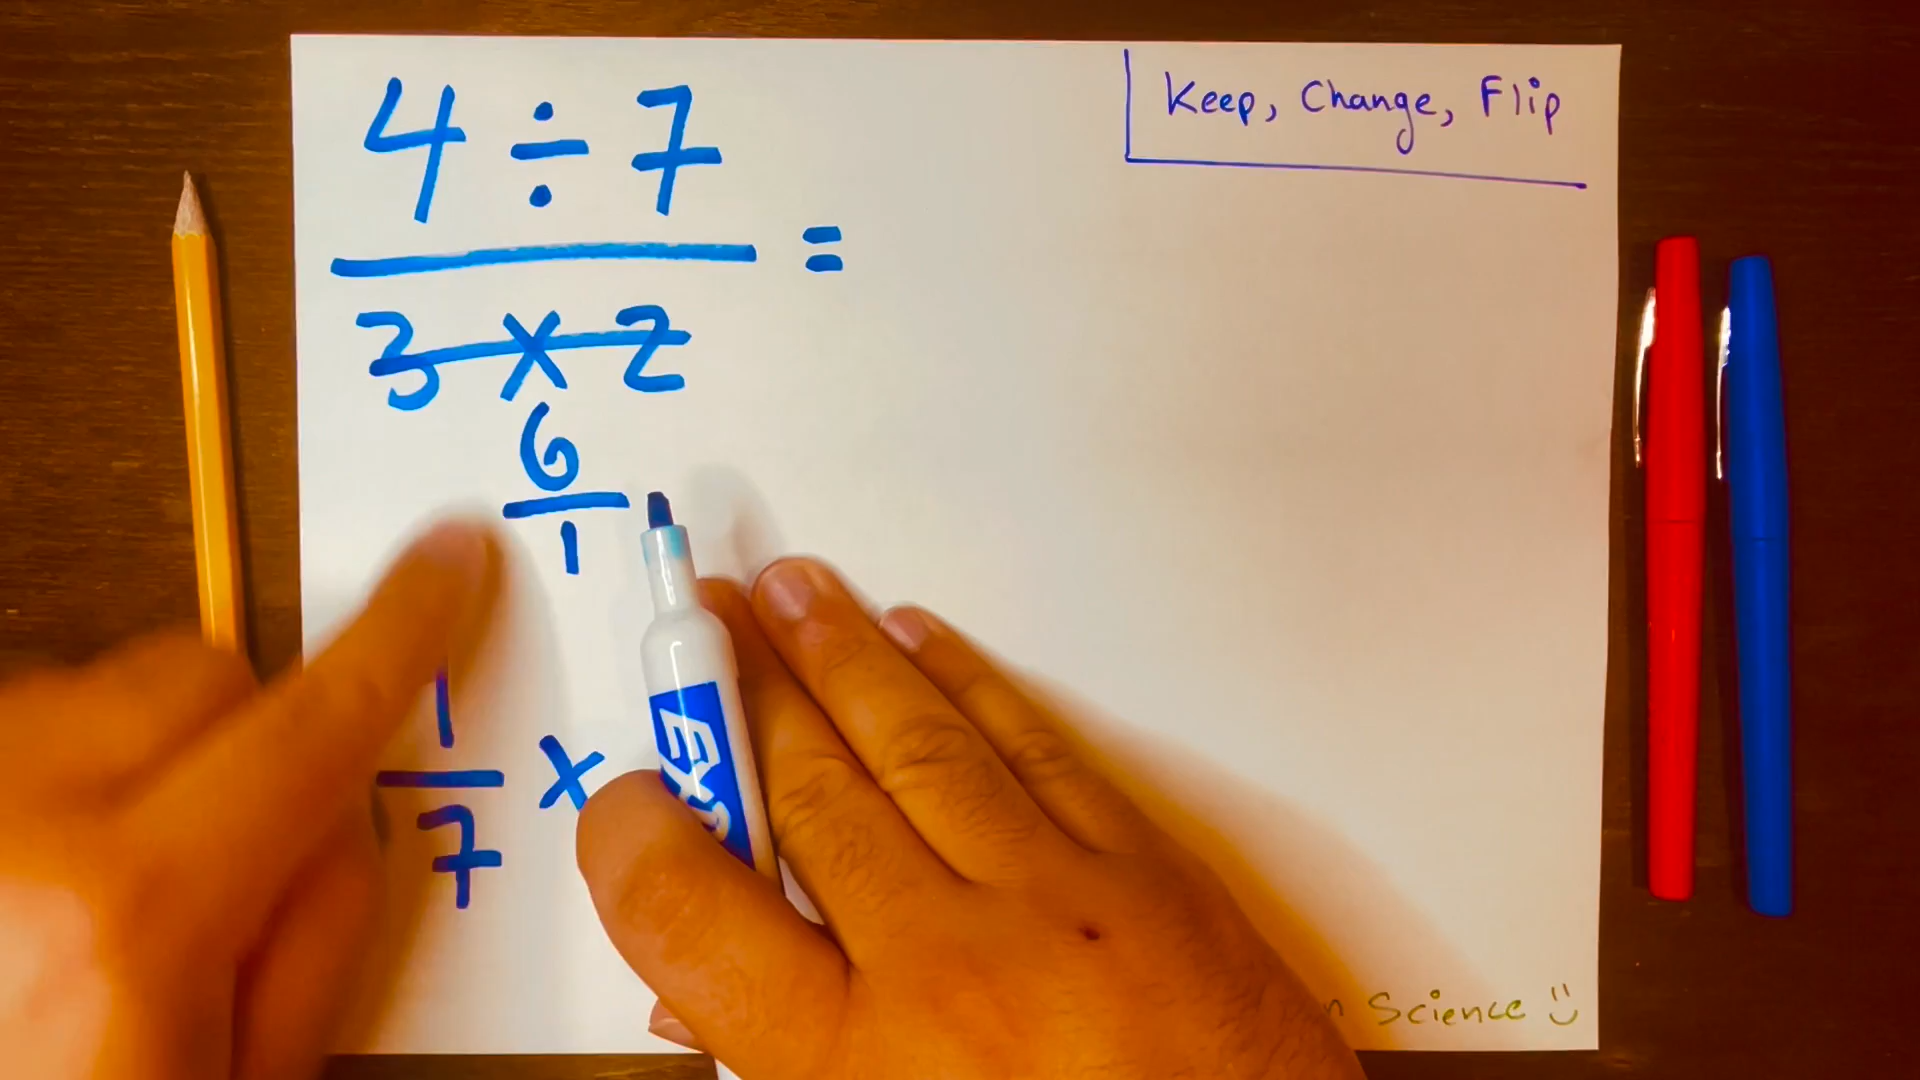 Keep, Change, Flip
4 ÷ 7
=
3 × 2
6
1
1
7
×
Science